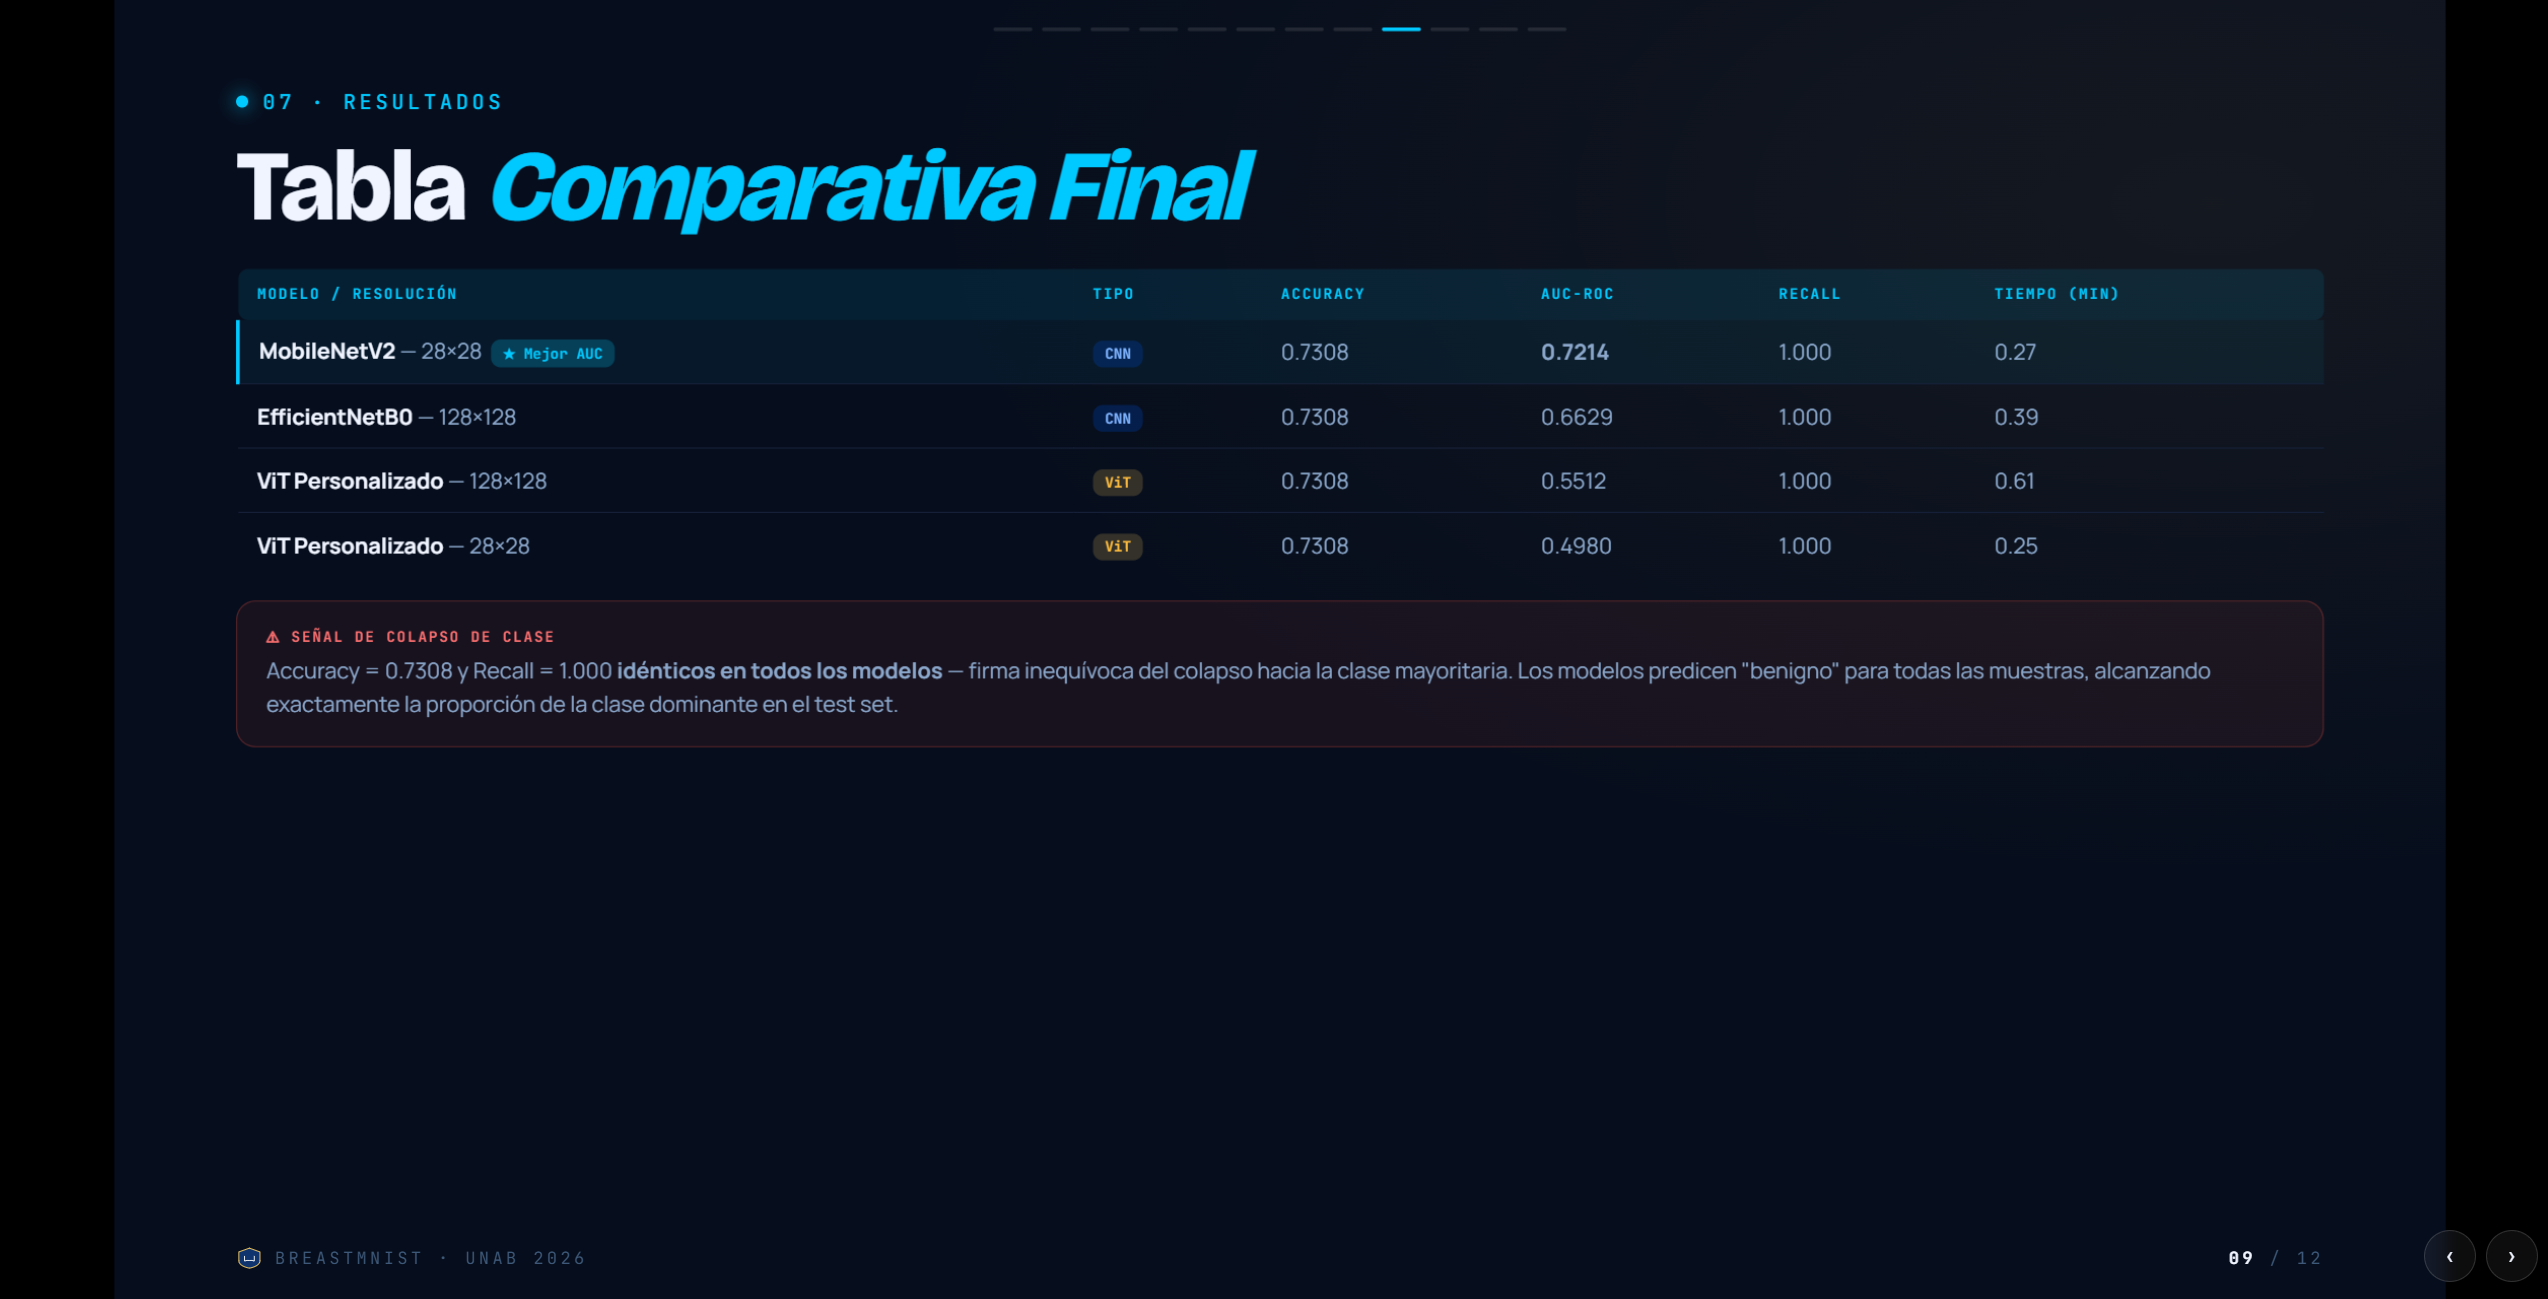 07 · RESULTADOS
Tabla Comparativa Final
MODELO / RESOLUCIÓN TIPO ACCURACY AUC-ROC RECALL TIEMPO (MIN)
MobileNetV2 — 28×28 ★ Mejor AUC CNN 0.7308 0.7214 1.000 0.27
EfficientNetB0 — 128×128 CNN 0.7308 0.6629 1.000 0.39
ViT Personalizado — 128×128 ViT 0.7308 0.5512 1.000 0.61
ViT Personalizado — 28×28 ViT 0.7308 0.4980 1.000 0.25
⚠ SEÑAL DE COLAPSO DE CLASE
Accuracy = 0.7308 y Recall = 1.000 idénticos en todos los modelos — firma inequívoca del colapso hacia la clase mayoritaria. Los modelos predicen "benigno" para todas las muestras, alcanzando
exactamente la proporción de la clase dominante en el test set.
BREASTMNIST · UNAB 2026
09 / 12
‹ ›